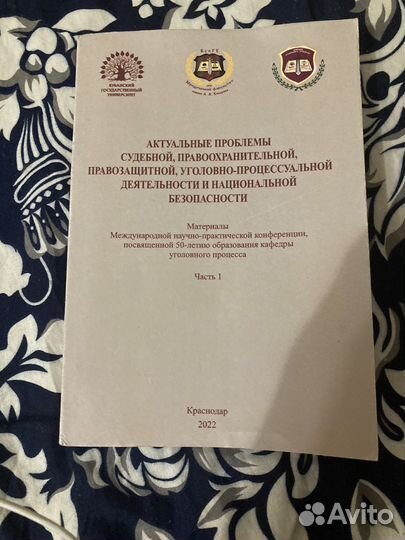 КУБАНСКИЙ
ГОСУДАРСТВЕННЫЙ
УНИВЕРСИТЕТ
КубГУ
АКТУАЛЬНЫЕ ПРОБЛЕМЫ
СУДЕБНОЙ, ПРАВООХРАНИТЕЛЬНОЙ,
ПРАВОЗАЩИТНОЙ, УГОЛОВНО-ПРОЦЕССУАЛЬНОЙ
ДЕЯТЕЛЬНОСТИ И НАЦИОНАЛЬНОЙ
БЕЗОПАСНОСТИ
Материалы
Международной научно-практической конференции,
посвященной 50-летию образования кафедры
уголовного процесса
Часть 1
Краснодар
2022
Avito